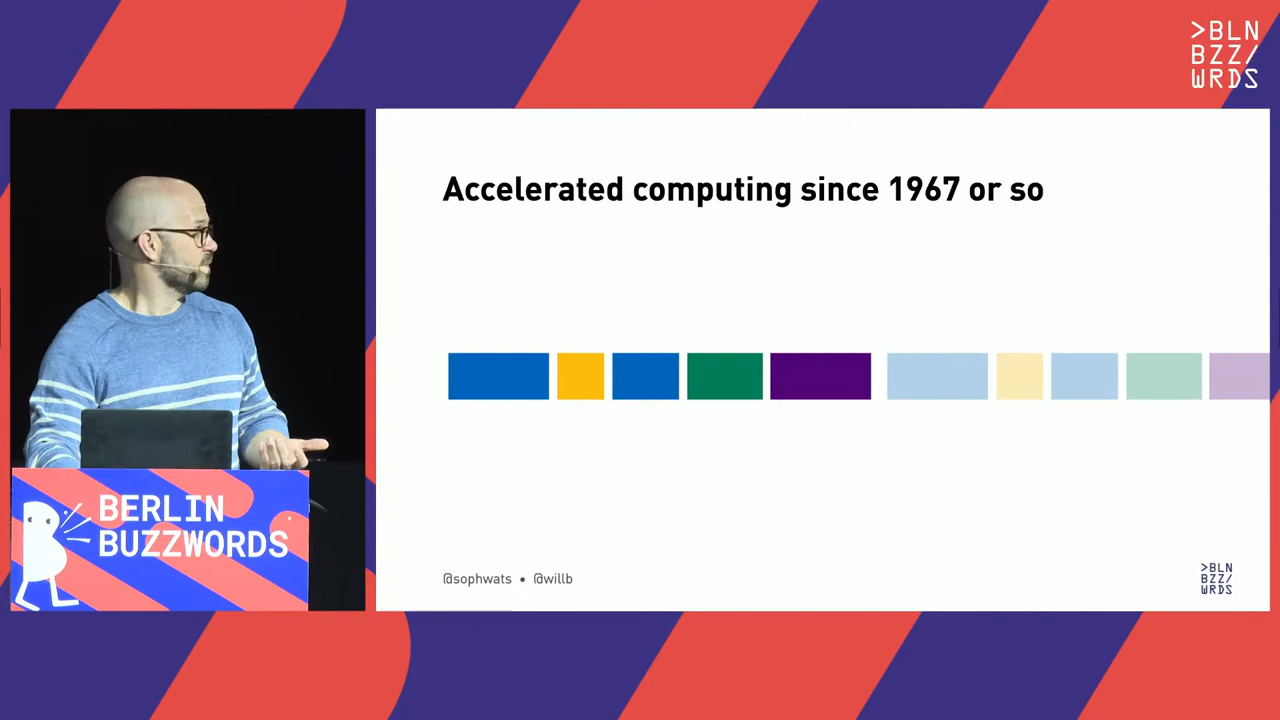 >BLN
BZZ/
WRDS
Accelerated computing since 1967 or so
BERLIN
BUZZWORDS
@sophwats • @willb
>BLN
BZZ/
WRDS